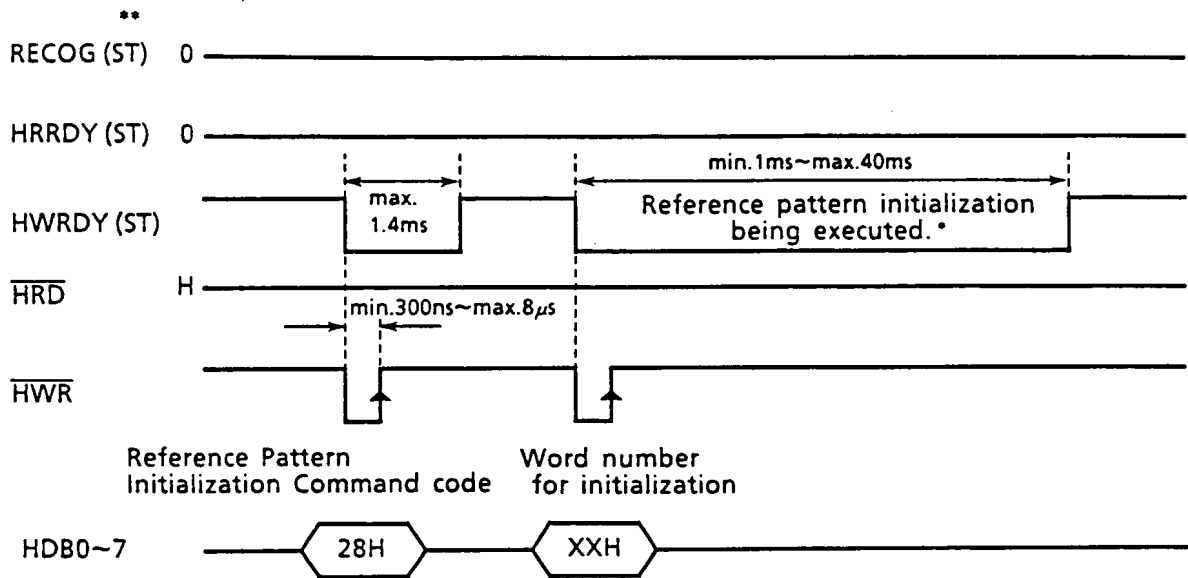 **
RECOG (ST) 0
HRRDY (ST) 0
min.1ms~max.40ms
max.
1.4ms
Reference pattern initialization
being executed.*
HWRDY (ST)
HRD H
min.300ns~max.8μs
HWR
Reference Pattern
Initialization Command code
Word number
for initialization
HDB0~7 28H XXH